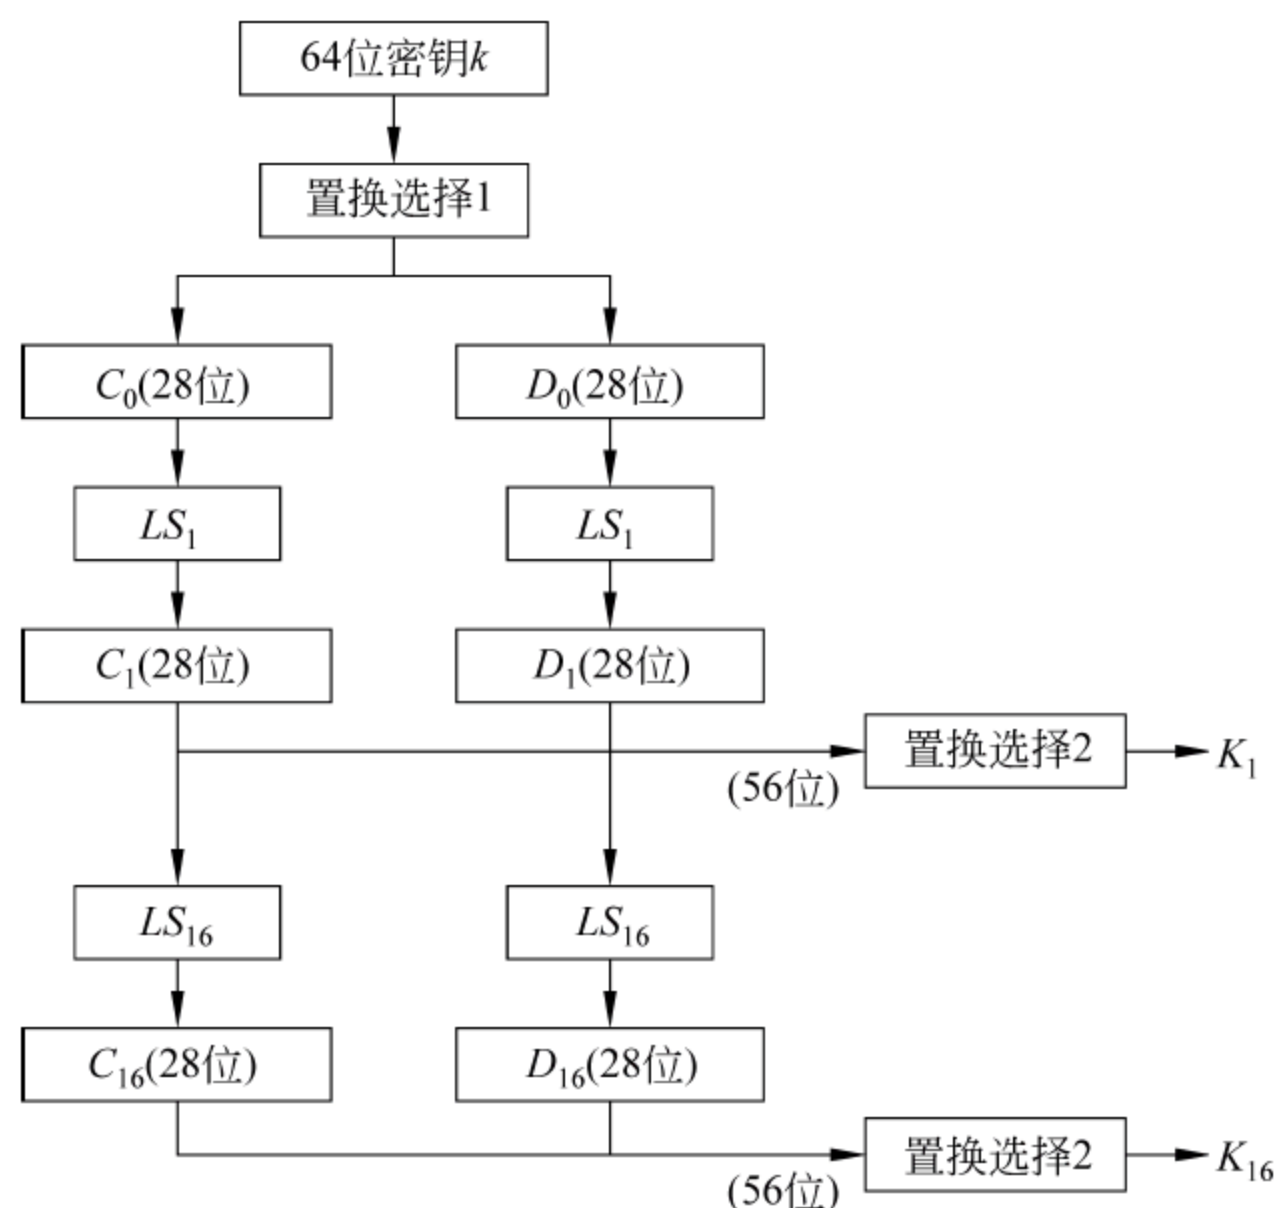 64位密钥k
置换选择1
C₀(28位) D₀(28位)
LS₁ LS₁
C₁(28位) D₁(28位)
置换选择2 K₁
(56位)
LS₁₆ LS₁₆
C₁₆(28位) D₁₆(28位)
置换选择2 K₁₆
(56位)